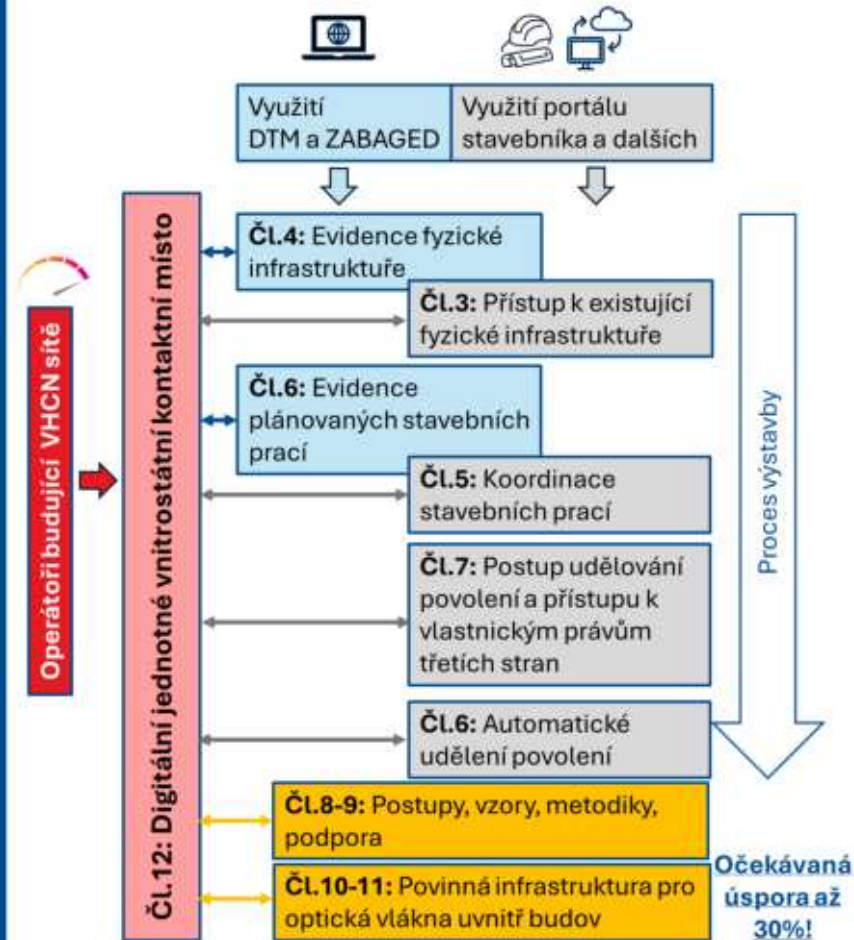 Využití
DTM a ZABAGED
Využití portálu
stavebníka a dalších
Operátoři budující VHCN sítě
Čl.12: Digitální jednotné vnitrostátní kontaktní místo
Čl.4: Evidence fyzické
infrastruktuře
Čl.3: Přístup k existující
fyzické infrastruktuře
Čl.6: Evidence
plánovaných stavebních
prací
Čl.5: Koordinace
stavebních prací
Čl.7: Postup udělování
povolení a přístupu k
vlastnickým právům
třetích stran
Čl.6: Automatické
udělení povolení
Čl.8-9: Postupy, vzory, metodiky,
podpora
Čl.10-11: Povinná infrastruktura pro
optická vlákna uvnitř budov
Proces výstavby
Očekávaná
úspora až
30%!